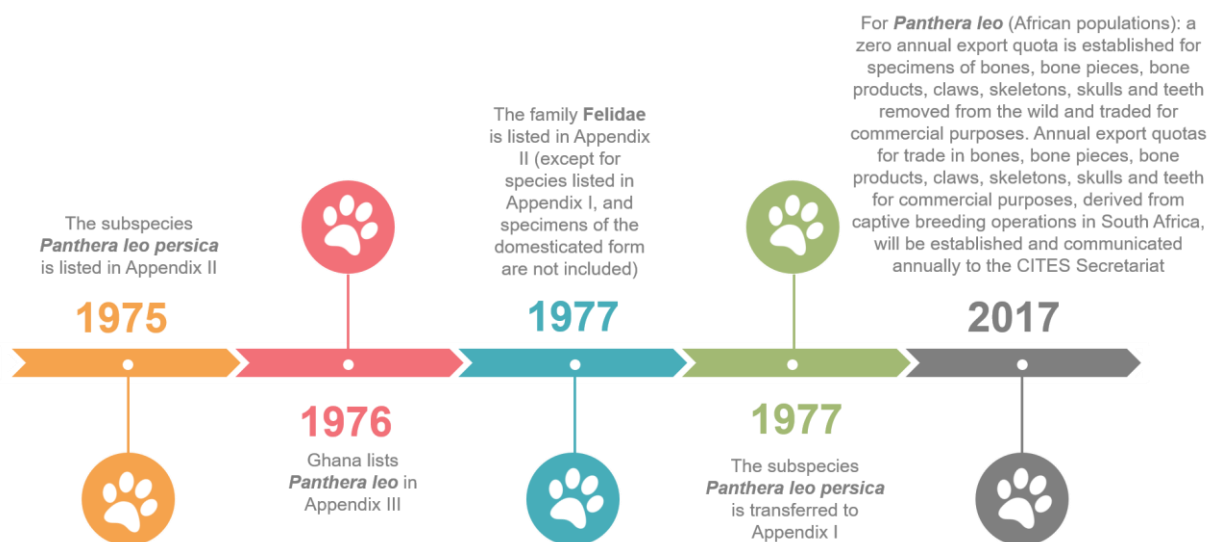 The subspecies
Panthera leo persica
is listed in Appendix II
1975
1976
Ghana lists
Panthera leo in
Appendix III
The family Felidae
is listed in Appendix
II (except for
species listed in
Appendix I, and
specimens of the
domesticated form
are not included)
1977
1977
The subspecies
Panthera leo persica
is transferred to
Appendix I
For Panthera leo (African populations): a
zero annual export quota is established for
specimens of bones, bone pieces, bone
products, claws, skeletons, skulls and teeth
removed from the wild and traded for
commercial purposes. Annual export quotas
for trade in bones, bone pieces, bone
products, claws, skeletons, skulls and teeth
for commercial purposes, derived from
captive breeding operations in South Africa,
will be established and communicated
annually to the CITES Secretariat
2017